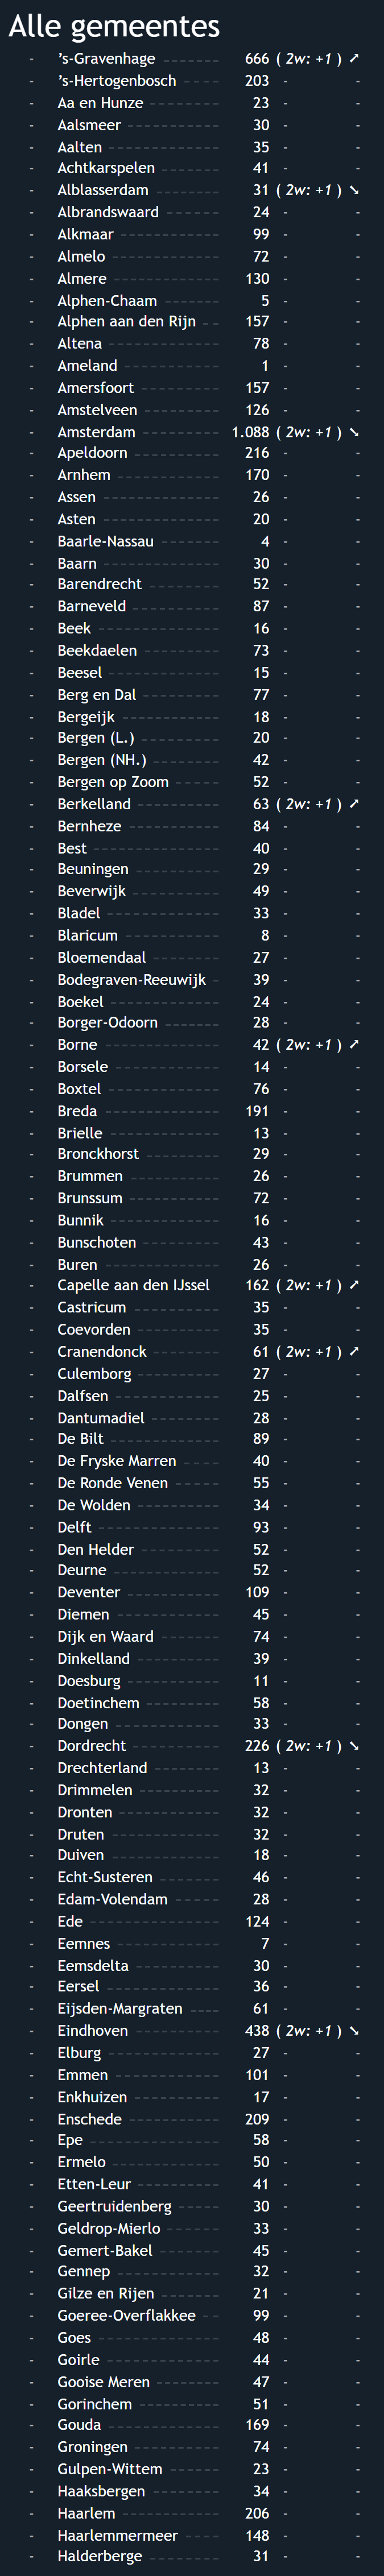 Alle gemeentes
- ’s-Gravenhage 666 ( 2w: +1 ) ➚
- ’s-Hertogenbosch 203 - -
- Aa en Hunze 23 - -
- Aalsmeer 30 - -
- Aalten 35 - -
- Achtkarspelen 41 - -
- Alblasserdam 31 ( 2w: +1 ) ➘
- Albrandswaard 24 - -
- Alkmaar 99 - -
- Almelo 72 - -
- Almere 130 - -
- Alphen-Chaam 5 - -
- Alphen aan den Rijn 157 - -
- Altena 78 - -
- Ameland 1 - -
- Amersfoort 157 - -
- Amstelveen 126 - -
- Amsterdam 1.088 ( 2w: +1 ) ➘
- Apeldoorn 216 - -
- Arnhem 170 - -
- Assen 26 - -
- Asten 20 - -
- Baarle-Nassau 4 - -
- Baarn 30 - -
- Barendrecht 52 - -
- Barneveld 87 - -
- Beek 16 - -
- Beekdaelen 73 - -
- Beesel 15 - -
- Berg en Dal 77 - -
- Bergeijk 18 - -
- Bergen (L.) 20 - -
- Bergen (NH.) 42 - -
- Bergen op Zoom 52 - -
- Berkelland 63 ( 2w: +1 ) ➚
- Bernheze 84 - -
- Best 40 - -
- Beuningen 29 - -
- Beverwijk 49 - -
- Bladel 33 - -
- Blaricum 8 - -
- Bloemendaal 27 - -
- Bodegraven-Reeuwijk 39 - -
- Boekel 24 - -
- Borger-Odoorn 28 - -
- Borne 42 ( 2w: +1 ) ➚
- Borsele 14 - -
- Boxtel 76 - -
- Breda 191 - -
- Brielle 13 - -
- Bronckhorst 29 - -
- Brummen 26 - -
- Brunssum 72 - -
- Bunnik 16 - -
- Bunschoten 43 - -
- Buren 26 - -
- Capelle aan den IJssel 162 ( 2w: +1 ) ➚
- Castricum 35 - -
- Coevorden 35 - -
- Cranendonck 61 ( 2w: +1 ) ➚
- Culemborg 27 - -
- Dalfsen 25 - -
- Dantumadiel 28 - -
- De Bilt 89 - -
- De Fryske Marren 40 - -
- De Ronde Venen 55 - -
- De Wolden 34 - -
- Delft 93 - -
- Den Helder 52 - -
- Deurne 52 - -
- Deventer 109 - -
- Diemen 45 - -
- Dijk en Waard 74 - -
- Dinkelland 39 - -
- Doesburg 11 - -
- Doetinchem 58 - -
- Dongen 33 - -
- Dordrecht 226 ( 2w: +1 ) ➘
- Drechterland 13 - -
- Drimmelen 32 - -
- Dronten 32 - -
- Druten 32 - -
- Duiven 18 - -
- Echt-Susteren 46 - -
- Edam-Volendam 28 - -
- Ede 124 - -
- Eemnes 7 - -
- Eemsdelta 30 - -
- Eersel 36 - -
- Eijsden-Margraten 61 - -
- Eindhoven 438 ( 2w: +1 ) ➘
- Elburg 27 - -
- Emmen 101 - -
- Enkhuizen 17 - -
- Enschede 209 - -
- Epe 58 - -
- Ermelo 50 - -
- Etten-Leur 41 - -
- Geertruidenberg 30 - -
- Geldrop-Mierlo 33 - -
- Gemert-Bakel 45 - -
- Gennep 32 - -
- Gilze en Rijen 21 - -
- Goeree-Overflakkee 99 - -
- Goes 48 - -
- Goirle 44 - -
- Gooise Meren 47 - -
- Gorinchem 51 - -
- Gouda 169 - -
- Groningen 74 - -
- Gulpen-Wittem 23 - -
- Haaksbergen 34 - -
- Haarlem 206 - -
- Haarlemmermeer 148 - -
- Halderberge 31 - -